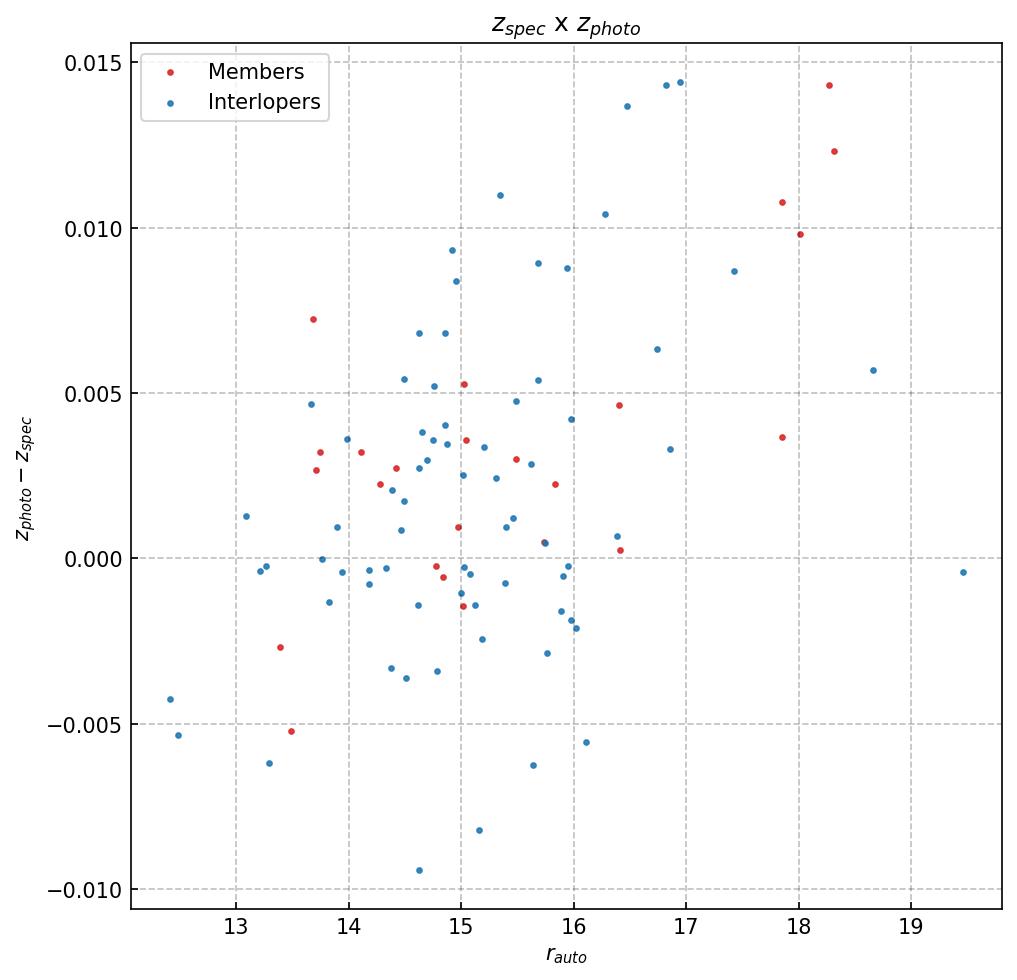 z_spec x z_photo
Members
Interlopers
0.015
0.010
0.005
0.000
−0.005
−0.010
z_photo − z_spec
13 14 15 16 17 18 19
r_auto